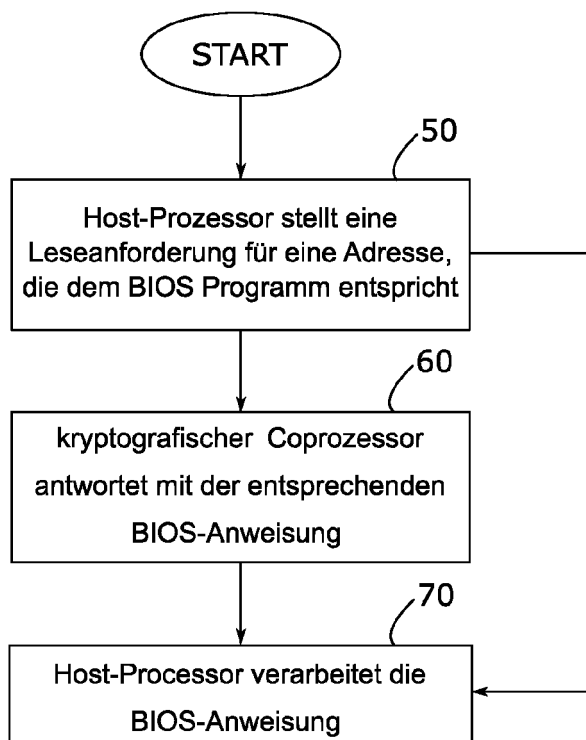 START
50
Host-Prozessor stellt eine
Leseanforderung für eine Adresse,
die dem BIOS Programm entspricht
60
kryptografischer Coprozessor
antwortet mit der entsprechenden
BIOS-Anweisung
70
Host-Processor verarbeitet die
BIOS-Anweisung